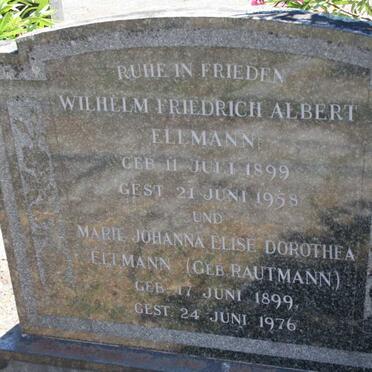 RUHE IN FRIEDEN
WILHELM FRIEDRICH ALBERT
ELLMANN
GEB. 11 JULI 1899
GEST. 21 JUNI 1958
UND
MARIE JOHANNA ELISE DOROTHEA
ELLMANN (GEB. RAUTMANN)
GEB. 17 JUNI 1899,
GEST. 24 JUNI 1976.